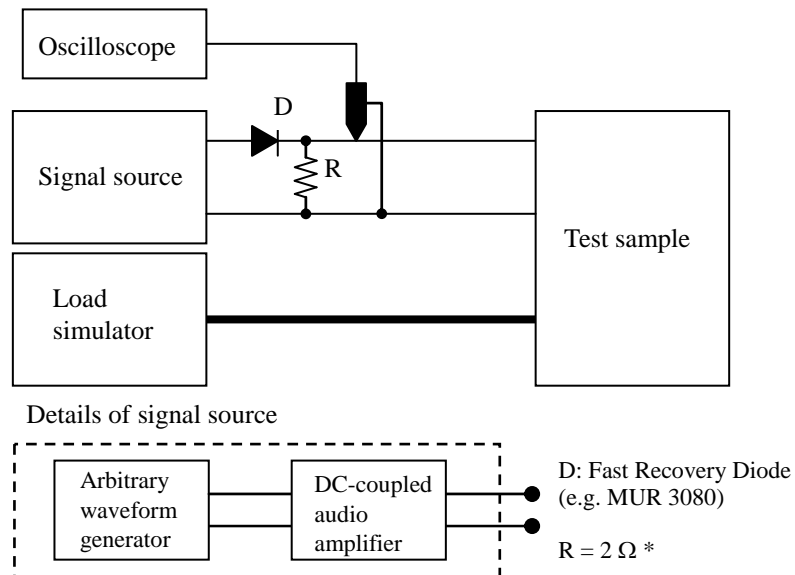 Oscilloscope
D
R
Signal source
Test sample
Load
simulator
Details of signal source
Arbitrary
waveform
generator
DC-coupled
audio
amplifier
D: Fast Recovery Diode
(e.g. MUR 3080)
R = 2 Ω *